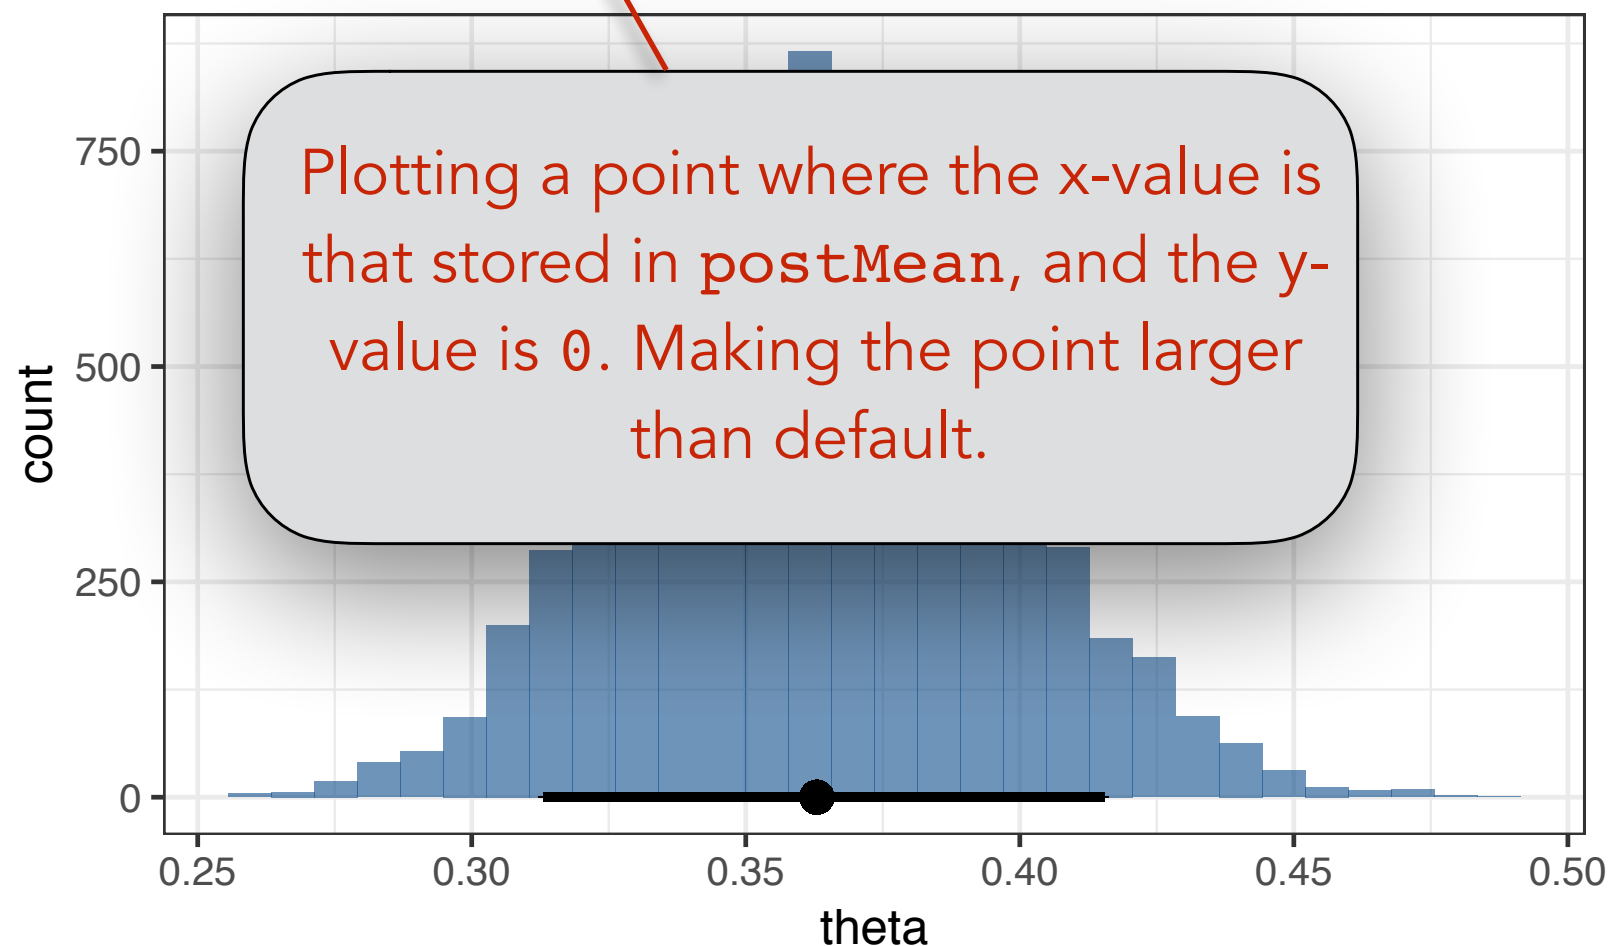 750
500
250
0
count
Plotting a point where the x-value is
that stored in postMean, and the y-
value is 0. Making the point larger
than default.
0.25 0.30 0.35 0.40 0.45 0.50
theta